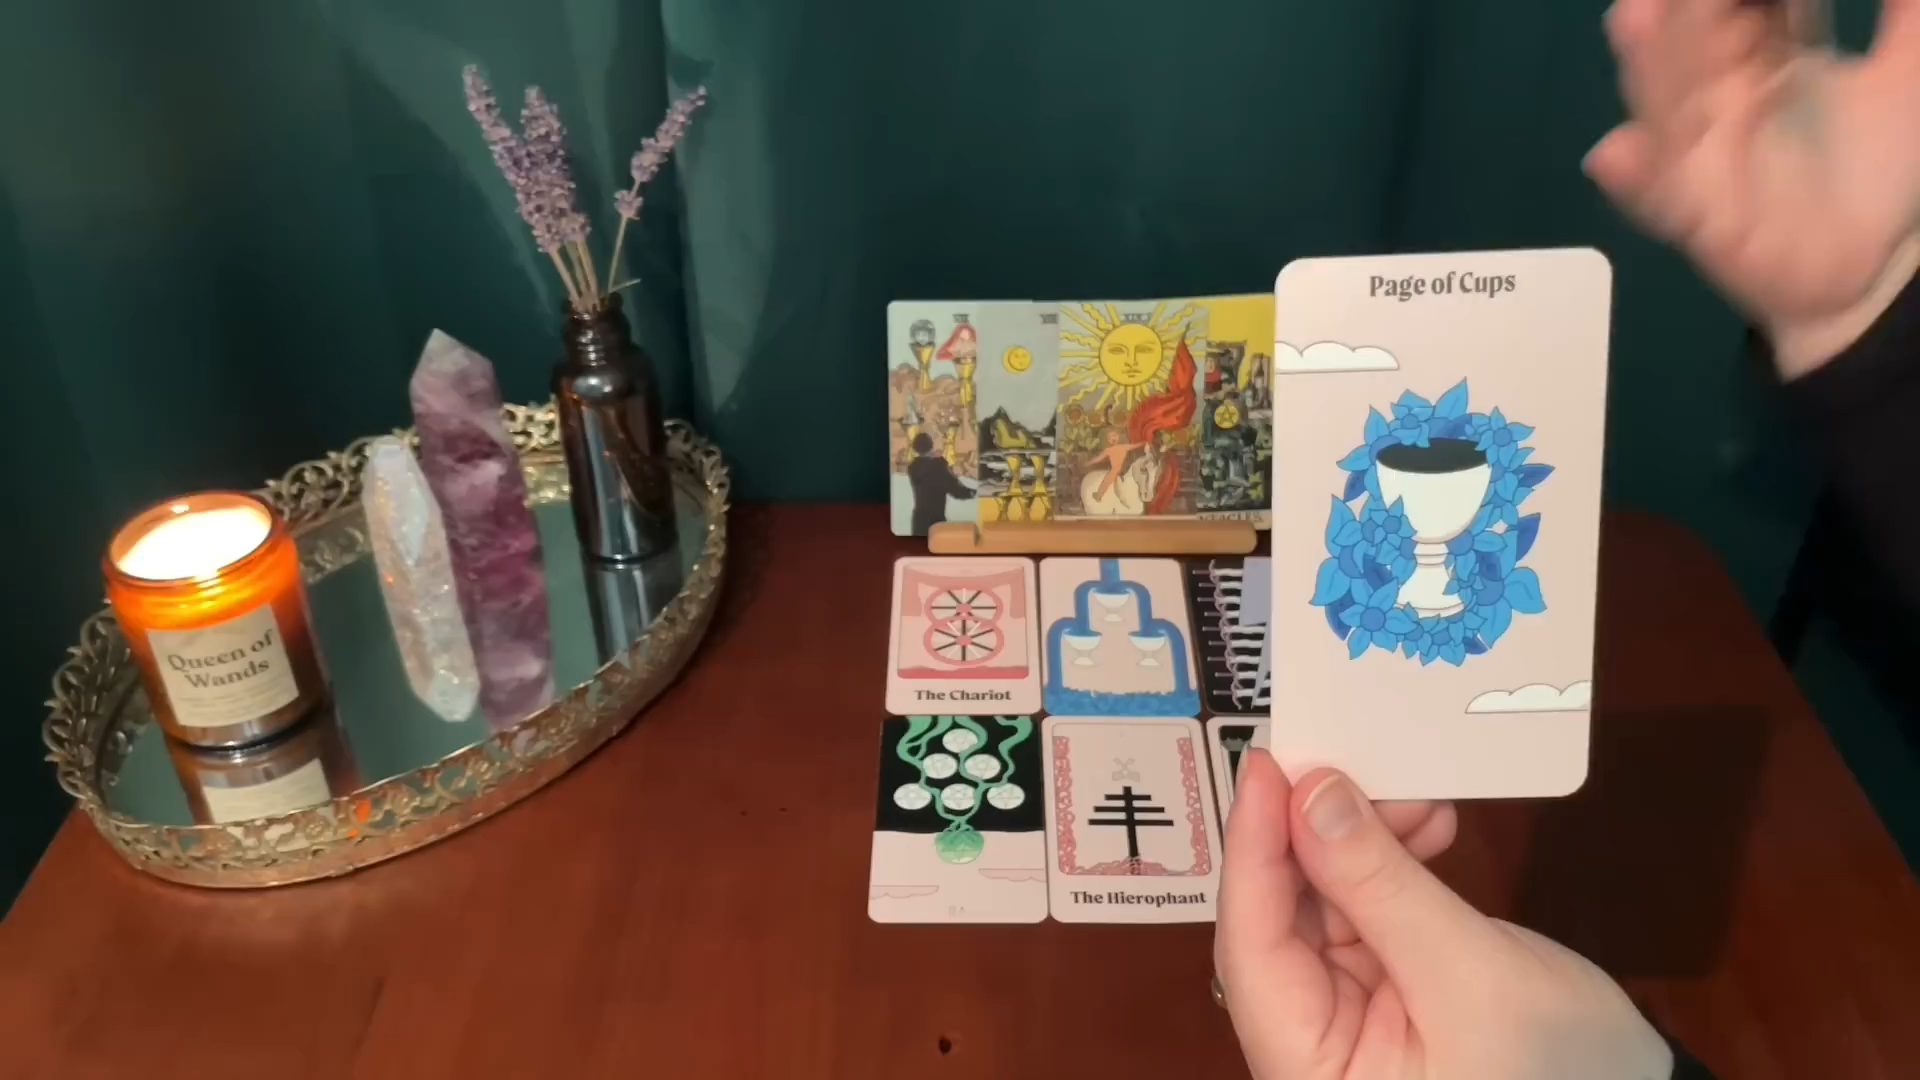 Page of Cups
Queen of
Wands
The Chariot
The Hierophant